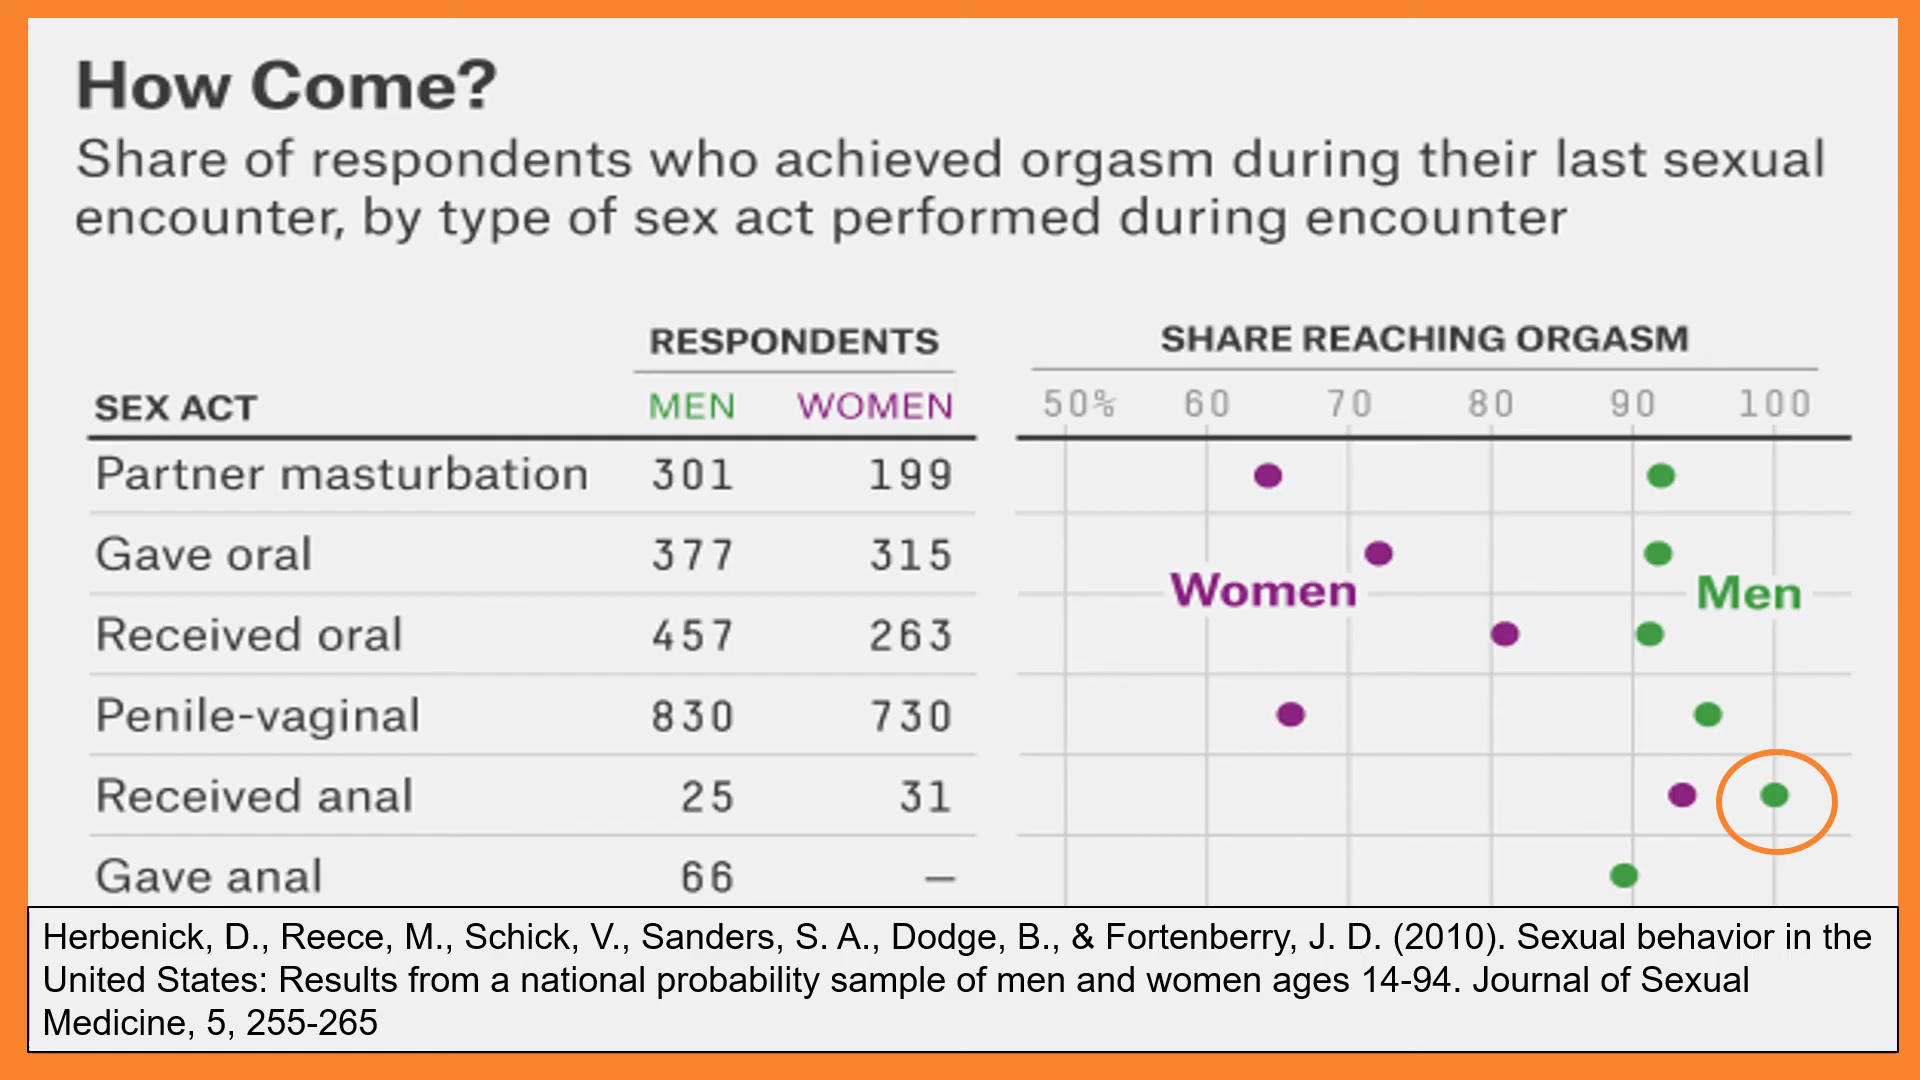 How Come?
Share of respondents who achieved orgasm during their last sexual
encounter, by type of sex act performed during encounter
RESPONDENTS SHARE REACHING ORGASM
SEX ACT MEN WOMEN 50% 60 70 80 90 100
Partner masturbation 301 199
Gave oral 377 315
Women Men
Received oral 457 263
Penile-vaginal 830 730
Received anal 25 31
Gave anal 66 —
Herbenick, D., Reece, M., Schick, V., Sanders, S. A., Dodge, B., & Fortenberry, J. D. (2010). Sexual behavior in the
United States: Results from a national probability sample of men and women ages 14-94. Journal of Sexual
Medicine, 5, 255-265